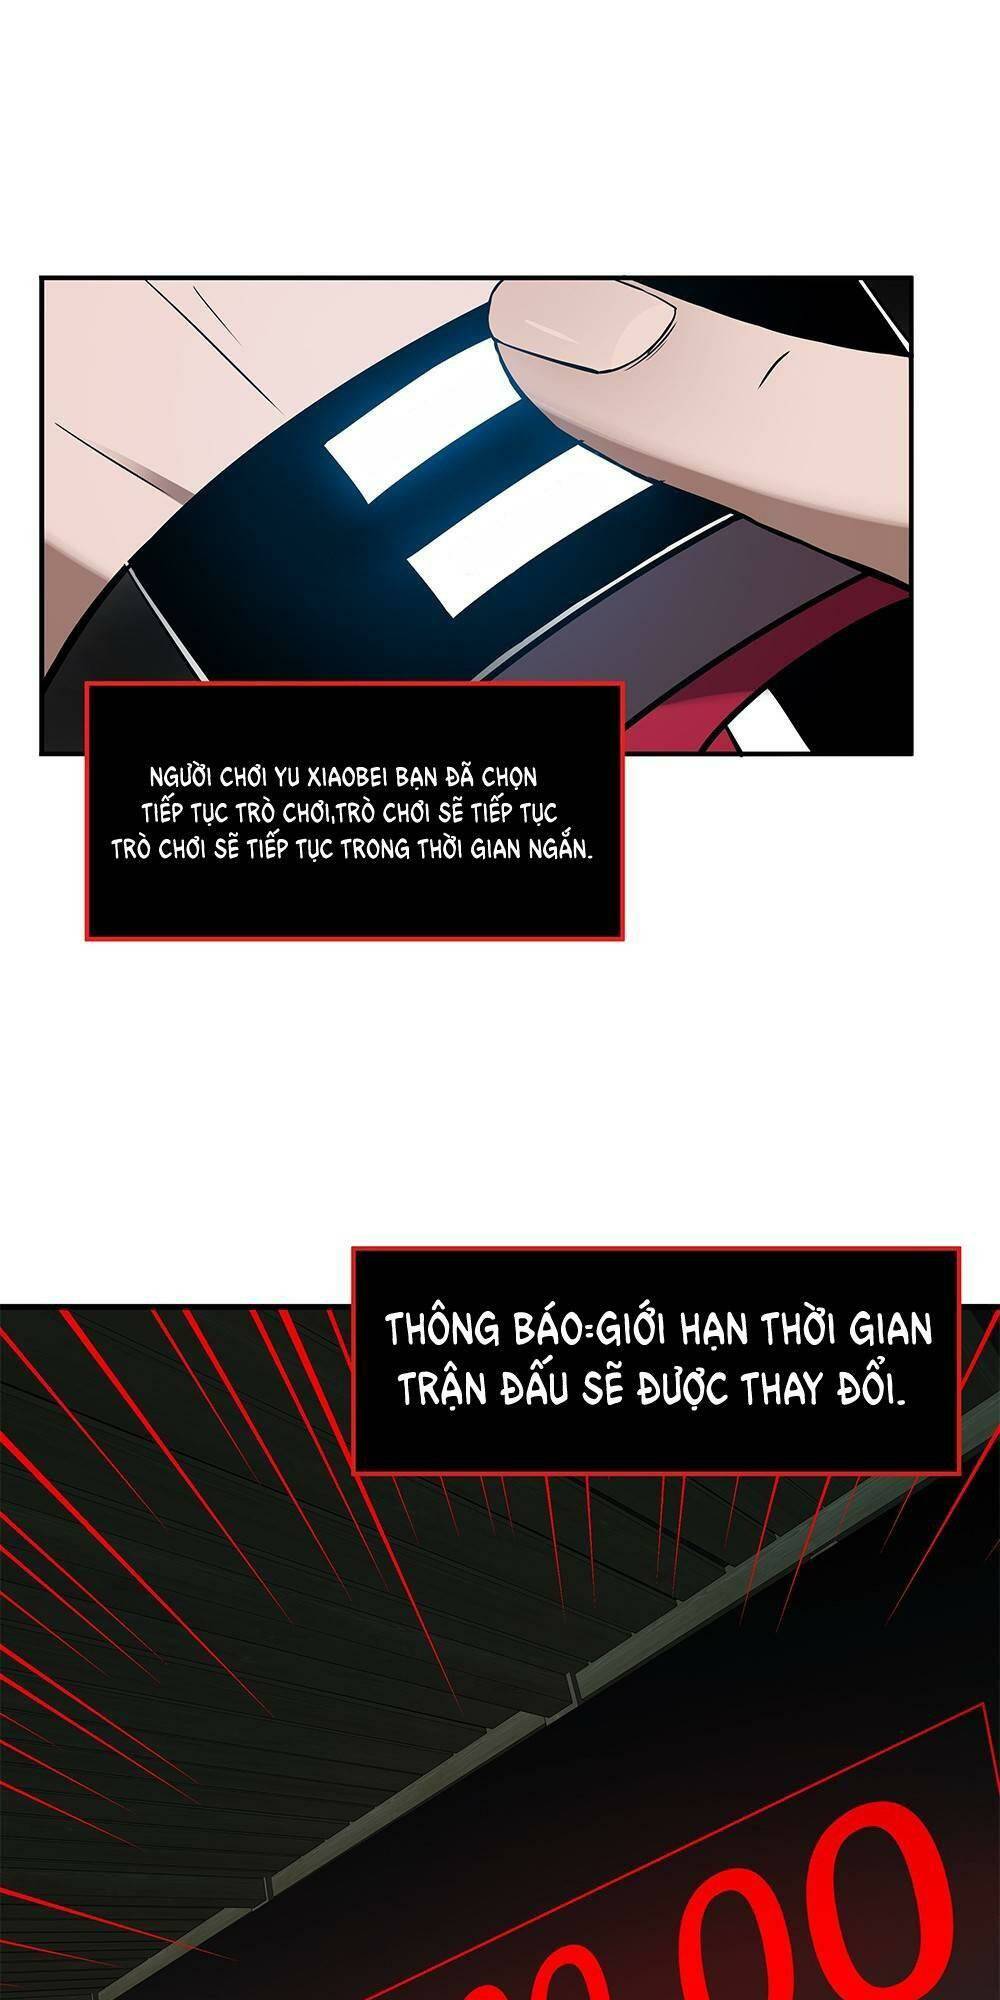 NGƯỜI CHƠI YU XIAOBEI BẠN ĐÃ CHỌN
TIẾP TỤC TRÒ CHƠI,TRÒ CHƠI SẼ TIẾP TỤC
TRÒ CHƠI SẼ TIẾP TỤC TRONG THỜI GIAN NGẮN.
THÔNG BÁO:GIỚI HẠN THỜI GIAN
TRẬN ĐẤU SẼ ĐƯỢC THAY ĐỔI.